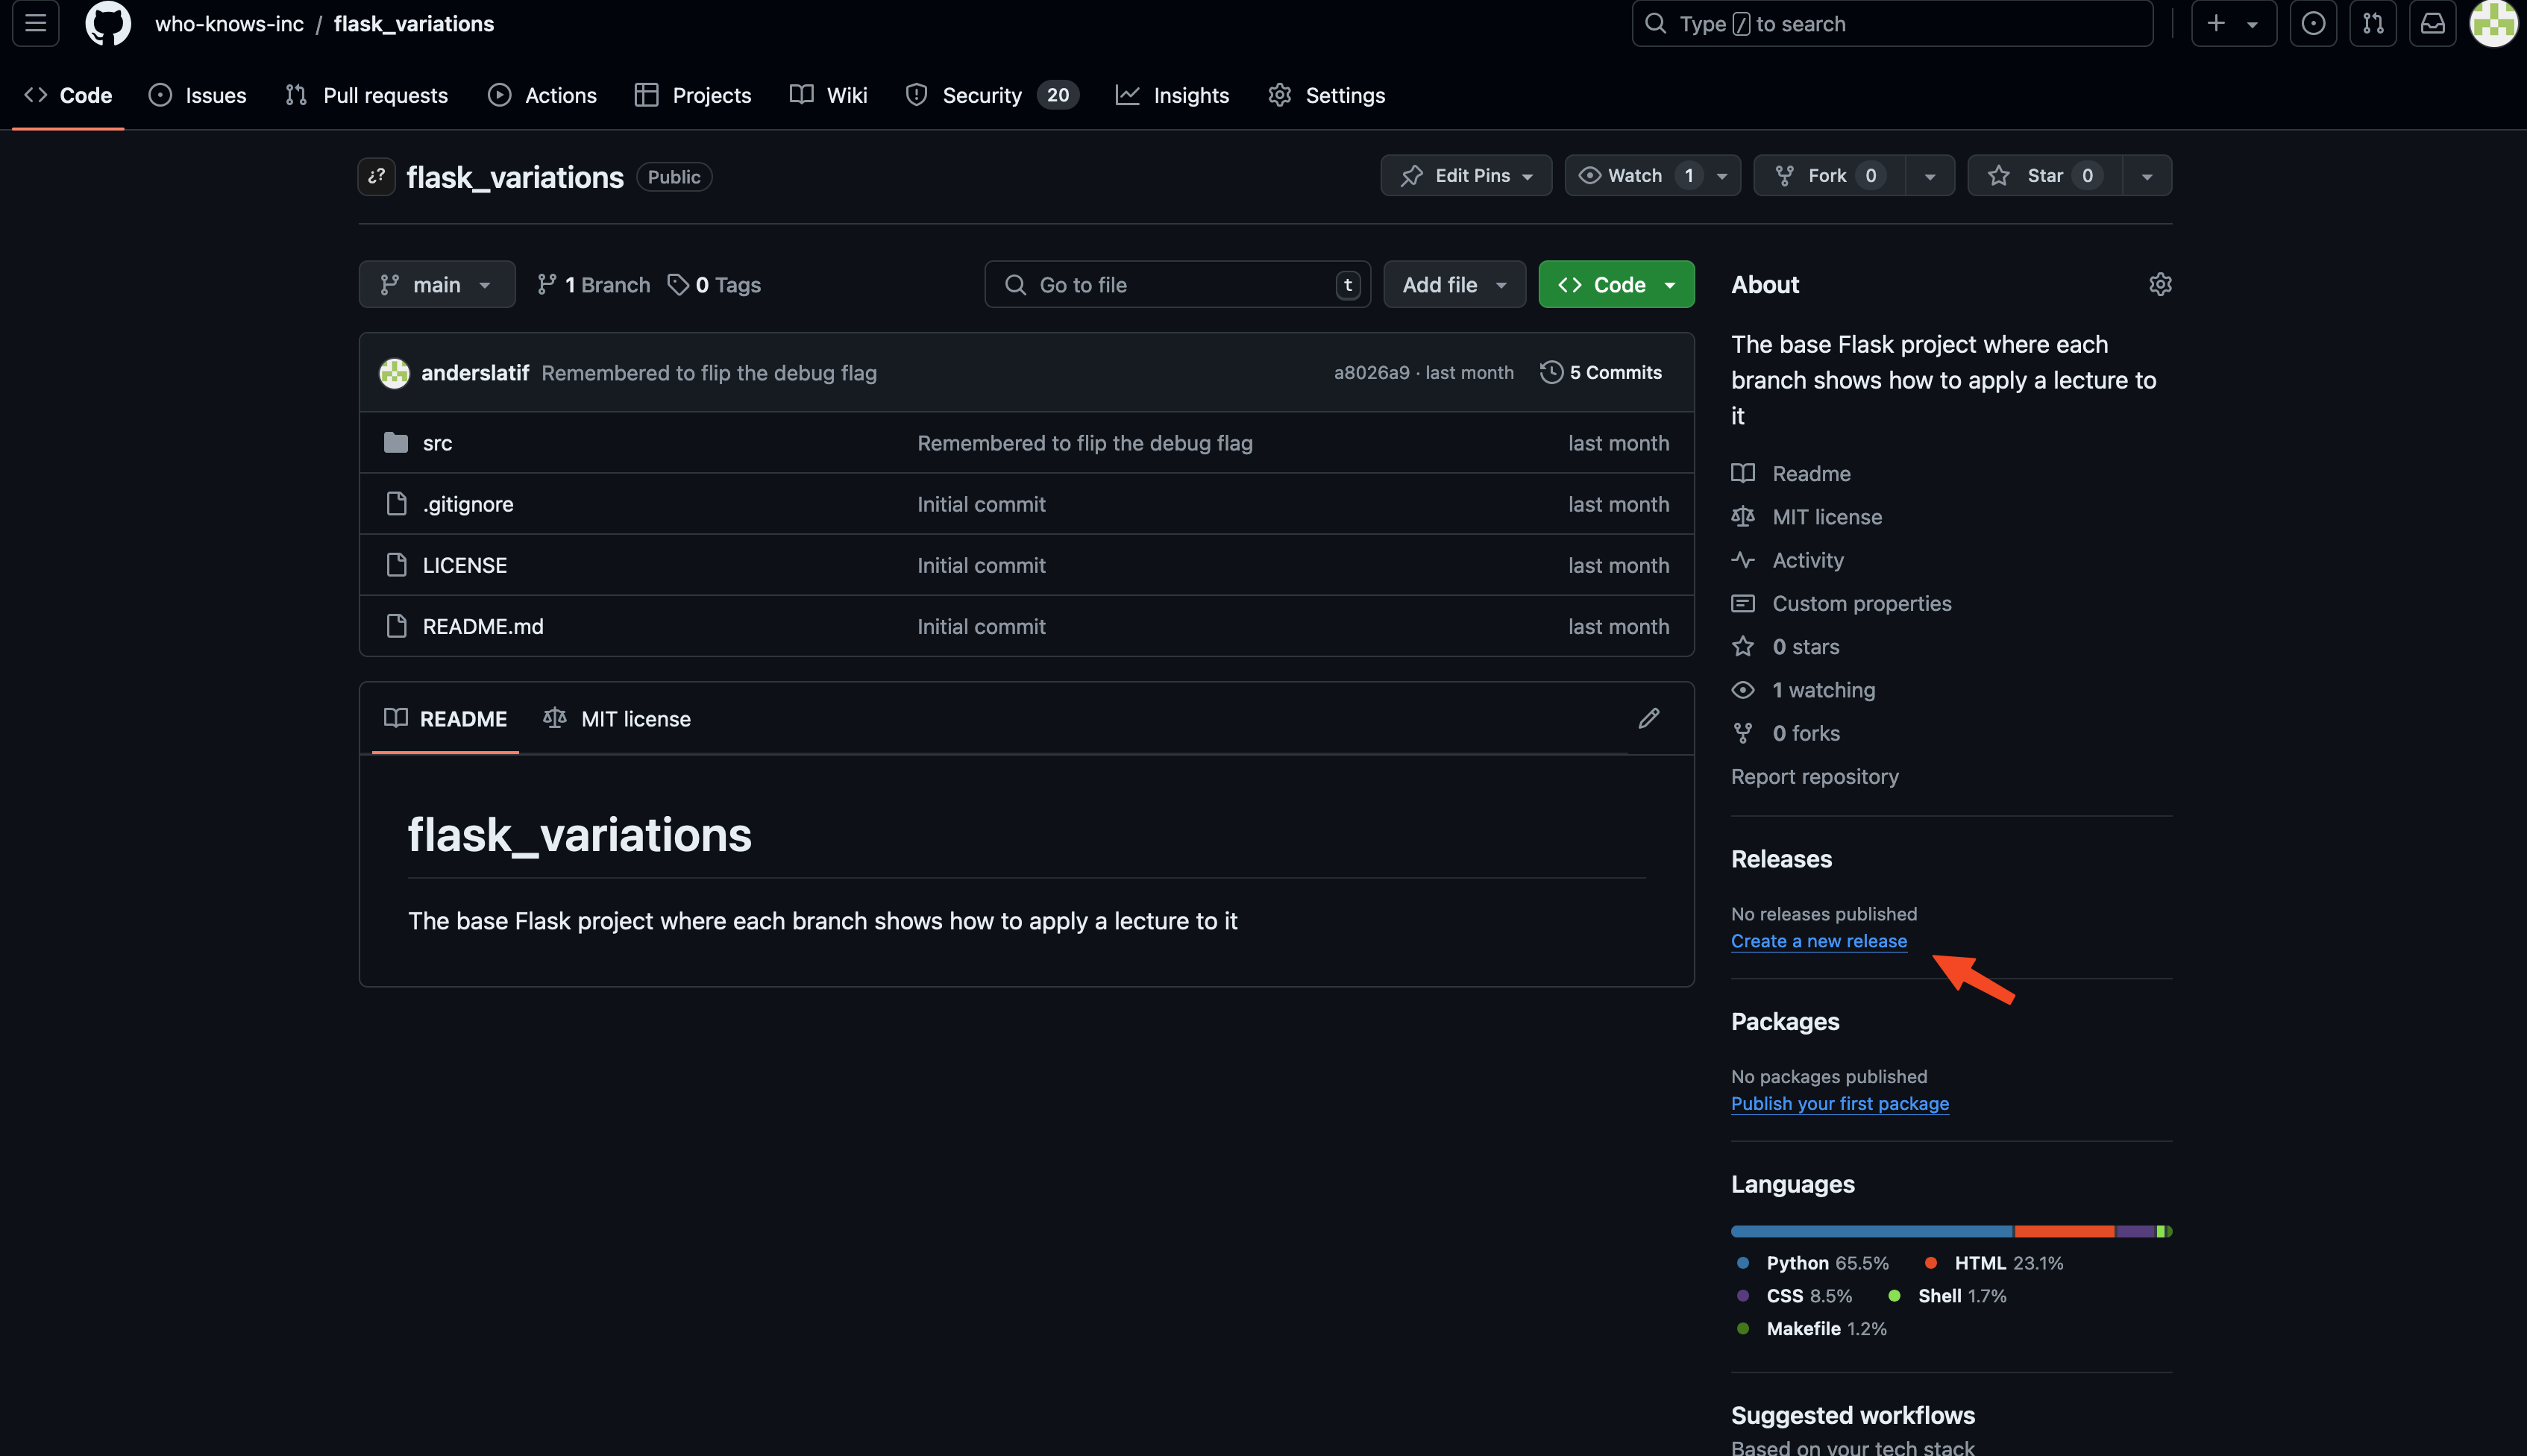 who-knows-inc / flask_variations
Type / to search
Code
Issues
Pull requests
Actions
Projects
Wiki
Security 20
Insights
Settings
¿?
flask_variations
Public
Edit Pins
Watch 1
Fork 0
Star 0
main
1 Branch
0 Tags
Go to file
t
Add file
Code
anderslatif Remembered to flip the debug flag
a8026a9 · last month
5 Commits
src Remembered to flip the debug flag last month
.gitignore Initial commit last month
LICENSE Initial commit last month
README.md Initial commit last month
README
MIT license
flask_variations
The base Flask project where each branch shows how to apply a lecture to it
About
The base Flask project where each
branch shows how to apply a lecture to
it
Readme
MIT license
Activity
Custom properties
0 stars
1 watching
0 forks
Report repository
Releases
No releases published
Create a new release
Packages
No packages published
Publish your first package
Languages
Python 65.5% HTML 23.1%
CSS 8.5% Shell 1.7%
Makefile 1.2%
Suggested workflows
Based on your tech stack